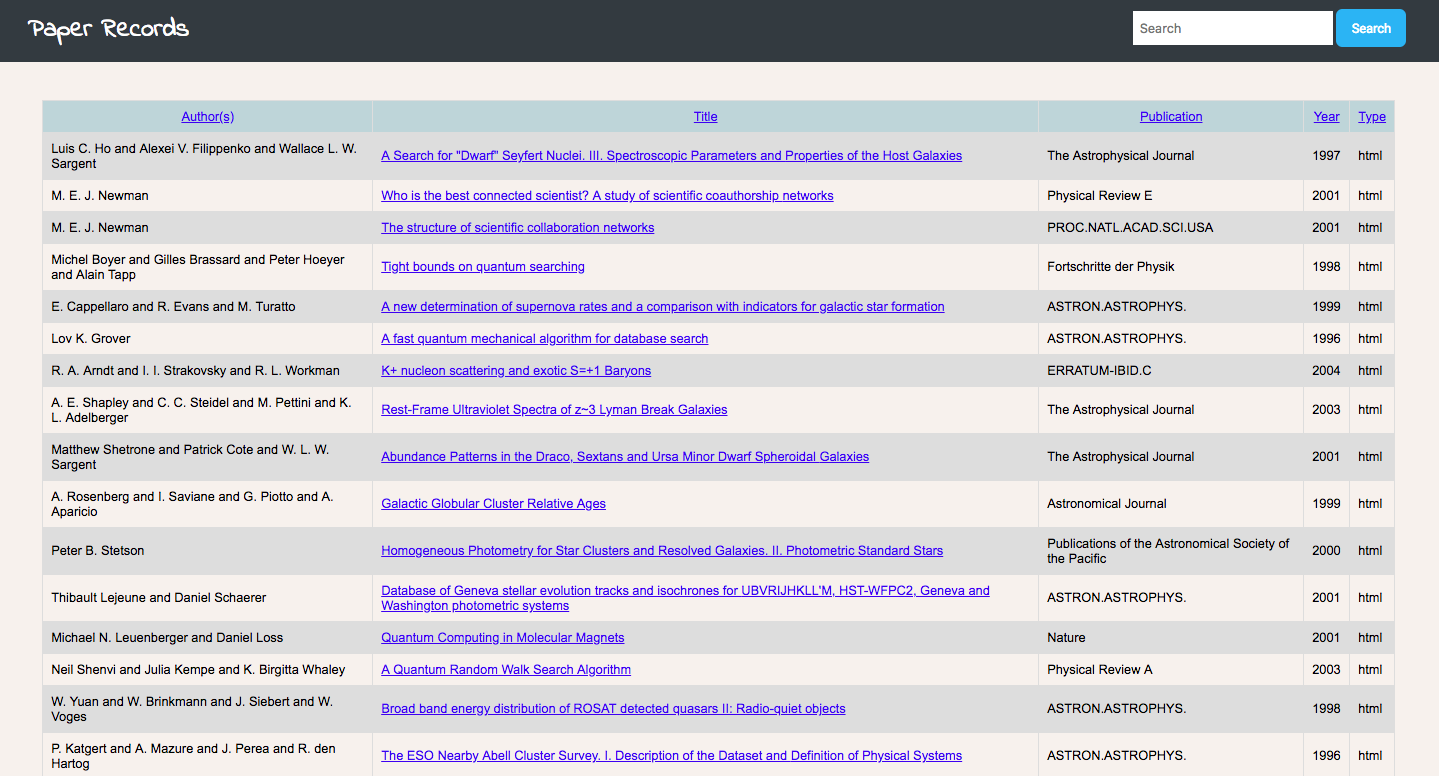 Paper Records
Search Search
Author(s) Title Publication Year Type
Luis C. Ho and Alexei V. Filippenko and Wallace L. W.
Sargent
A Search for "Dwarf" Seyfert Nuclei. III. Spectroscopic Parameters and Properties of the Host Galaxies The Astrophysical Journal 1997 html
M. E. J. Newman Who is the best connected scientist? A study of scientific coauthorship networks Physical Review E 2001 html
M. E. J. Newman The structure of scientific collaboration networks PROC.NATL.ACAD.SCI.USA 2001 html
Michel Boyer and Gilles Brassard and Peter Hoeyer
and Alain Tapp
Tight bounds on quantum searching Fortschritte der Physik 1998 html
E. Cappellaro and R. Evans and M. Turatto A new determination of supernova rates and a comparison with indicators for galactic star formation ASTRON.ASTROPHYS. 1999 html
Lov K. Grover A fast quantum mechanical algorithm for database search ASTRON.ASTROPHYS. 1996 html
R. A. Arndt and I. I. Strakovsky and R. L. Workman K+ nucleon scattering and exotic S=+1 Baryons ERRATUM-IBID.C 2004 html
A. E. Shapley and C. C. Steidel and M. Pettini and K.
L. Adelberger
Rest-Frame Ultraviolet Spectra of z~3 Lyman Break Galaxies The Astrophysical Journal 2003 html
Matthew Shetrone and Patrick Cote and W. L. W.
Sargent
Abundance Patterns in the Draco, Sextans and Ursa Minor Dwarf Spheroidal Galaxies The Astrophysical Journal 2001 html
A. Rosenberg and I. Saviane and G. Piotto and A.
Aparicio
Galactic Globular Cluster Relative Ages Astronomical Journal 1999 html
Peter B. Stetson Homogeneous Photometry for Star Clusters and Resolved Galaxies. II. Photometric Standard Stars
Publications of the Astronomical Society of
the Pacific
2000 html
Thibault Lejeune and Daniel Schaerer
Database of Geneva stellar evolution tracks and isochrones for UBVRIJHKLL'M, HST-WFPC2, Geneva and
Washington photometric systems
ASTRON.ASTROPHYS. 2001 html
Michael N. Leuenberger and Daniel Loss Quantum Computing in Molecular Magnets Nature 2001 html
Neil Shenvi and Julia Kempe and K. Birgitta Whaley A Quantum Random Walk Search Algorithm Physical Review A 2003 html
W. Yuan and W. Brinkmann and J. Siebert and W.
Voges
Broad band energy distribution of ROSAT detected quasars II: Radio-quiet objects ASTRON.ASTROPHYS. 1998 html
P. Katgert and A. Mazure and J. Perea and R. den
Hartog
The ESO Nearby Abell Cluster Survey. I. Description of the Dataset and Definition of Physical Systems ASTRON.ASTROPHYS. 1996 html